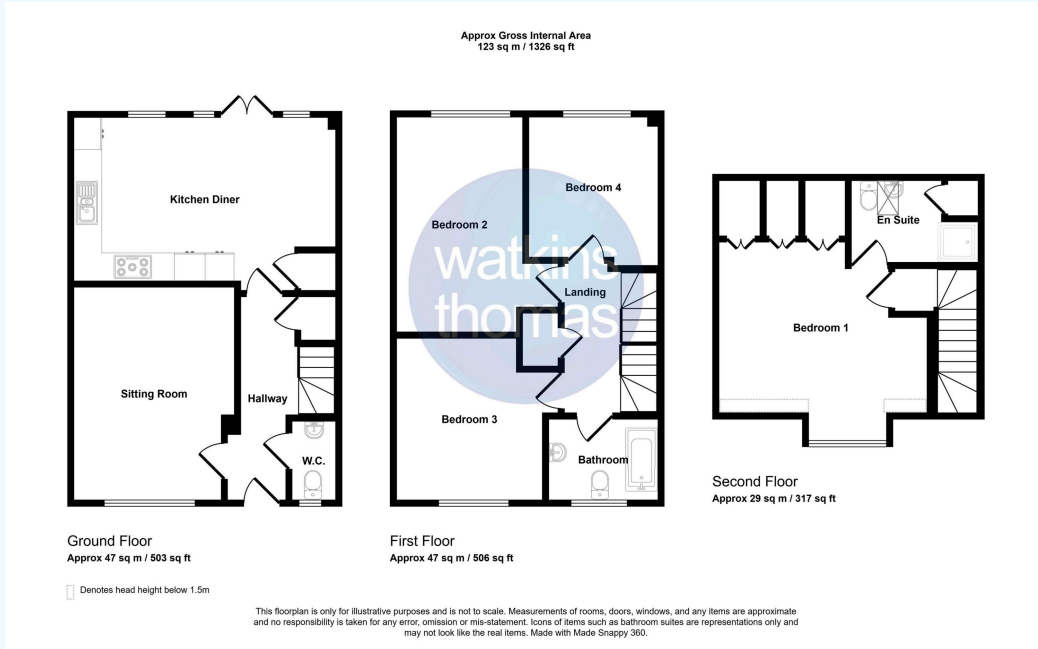 Approx Gross Internal Area
123 sq m / 1326 sq ft
Kitchen Diner
Sitting Room
Hallway
W.C.
Bedroom 2
Bedroom 4
watkins
thomas
Landing
Bedroom 3
Bathroom
En Suite
Bedroom 1
Ground Floor
Approx 47 sq m / 503 sq ft
First Floor
Approx 47 sq m / 506 sq ft
Second Floor
Approx 29 sq m / 317 sq ft
Denotes head height below 1.5m
This floorplan is only for illustrative purposes and is not to scale. Measurements of rooms, doors, windows, and any items are approximate
and no responsibility is taken for any error, omission or mis-statement. Icons of items such as bathroom suites are representations only and
may not look like the real items. Made with Made Snappy 360.